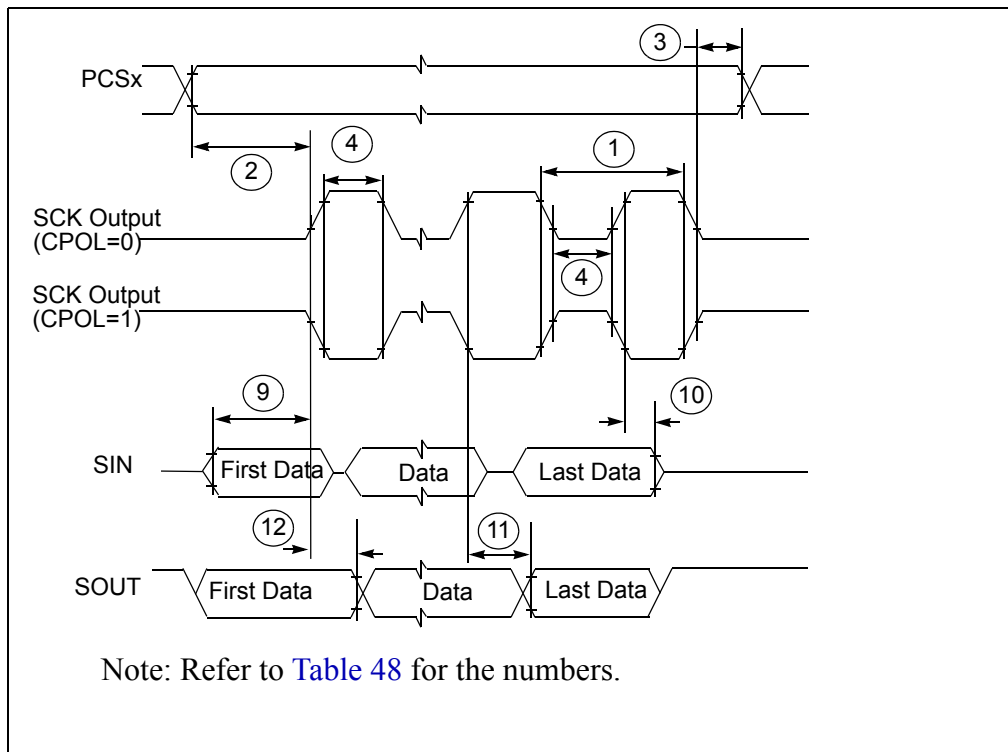 3
PCSx
2
4
1
SCK Output
(CPOL=0)
4
SCK Output
(CPOL=1)
9
10
SIN
First Data
Data
Last Data
12
11
SOUT
First Data
Data
Last Data
Note: Refer to Table 48 for the numbers.